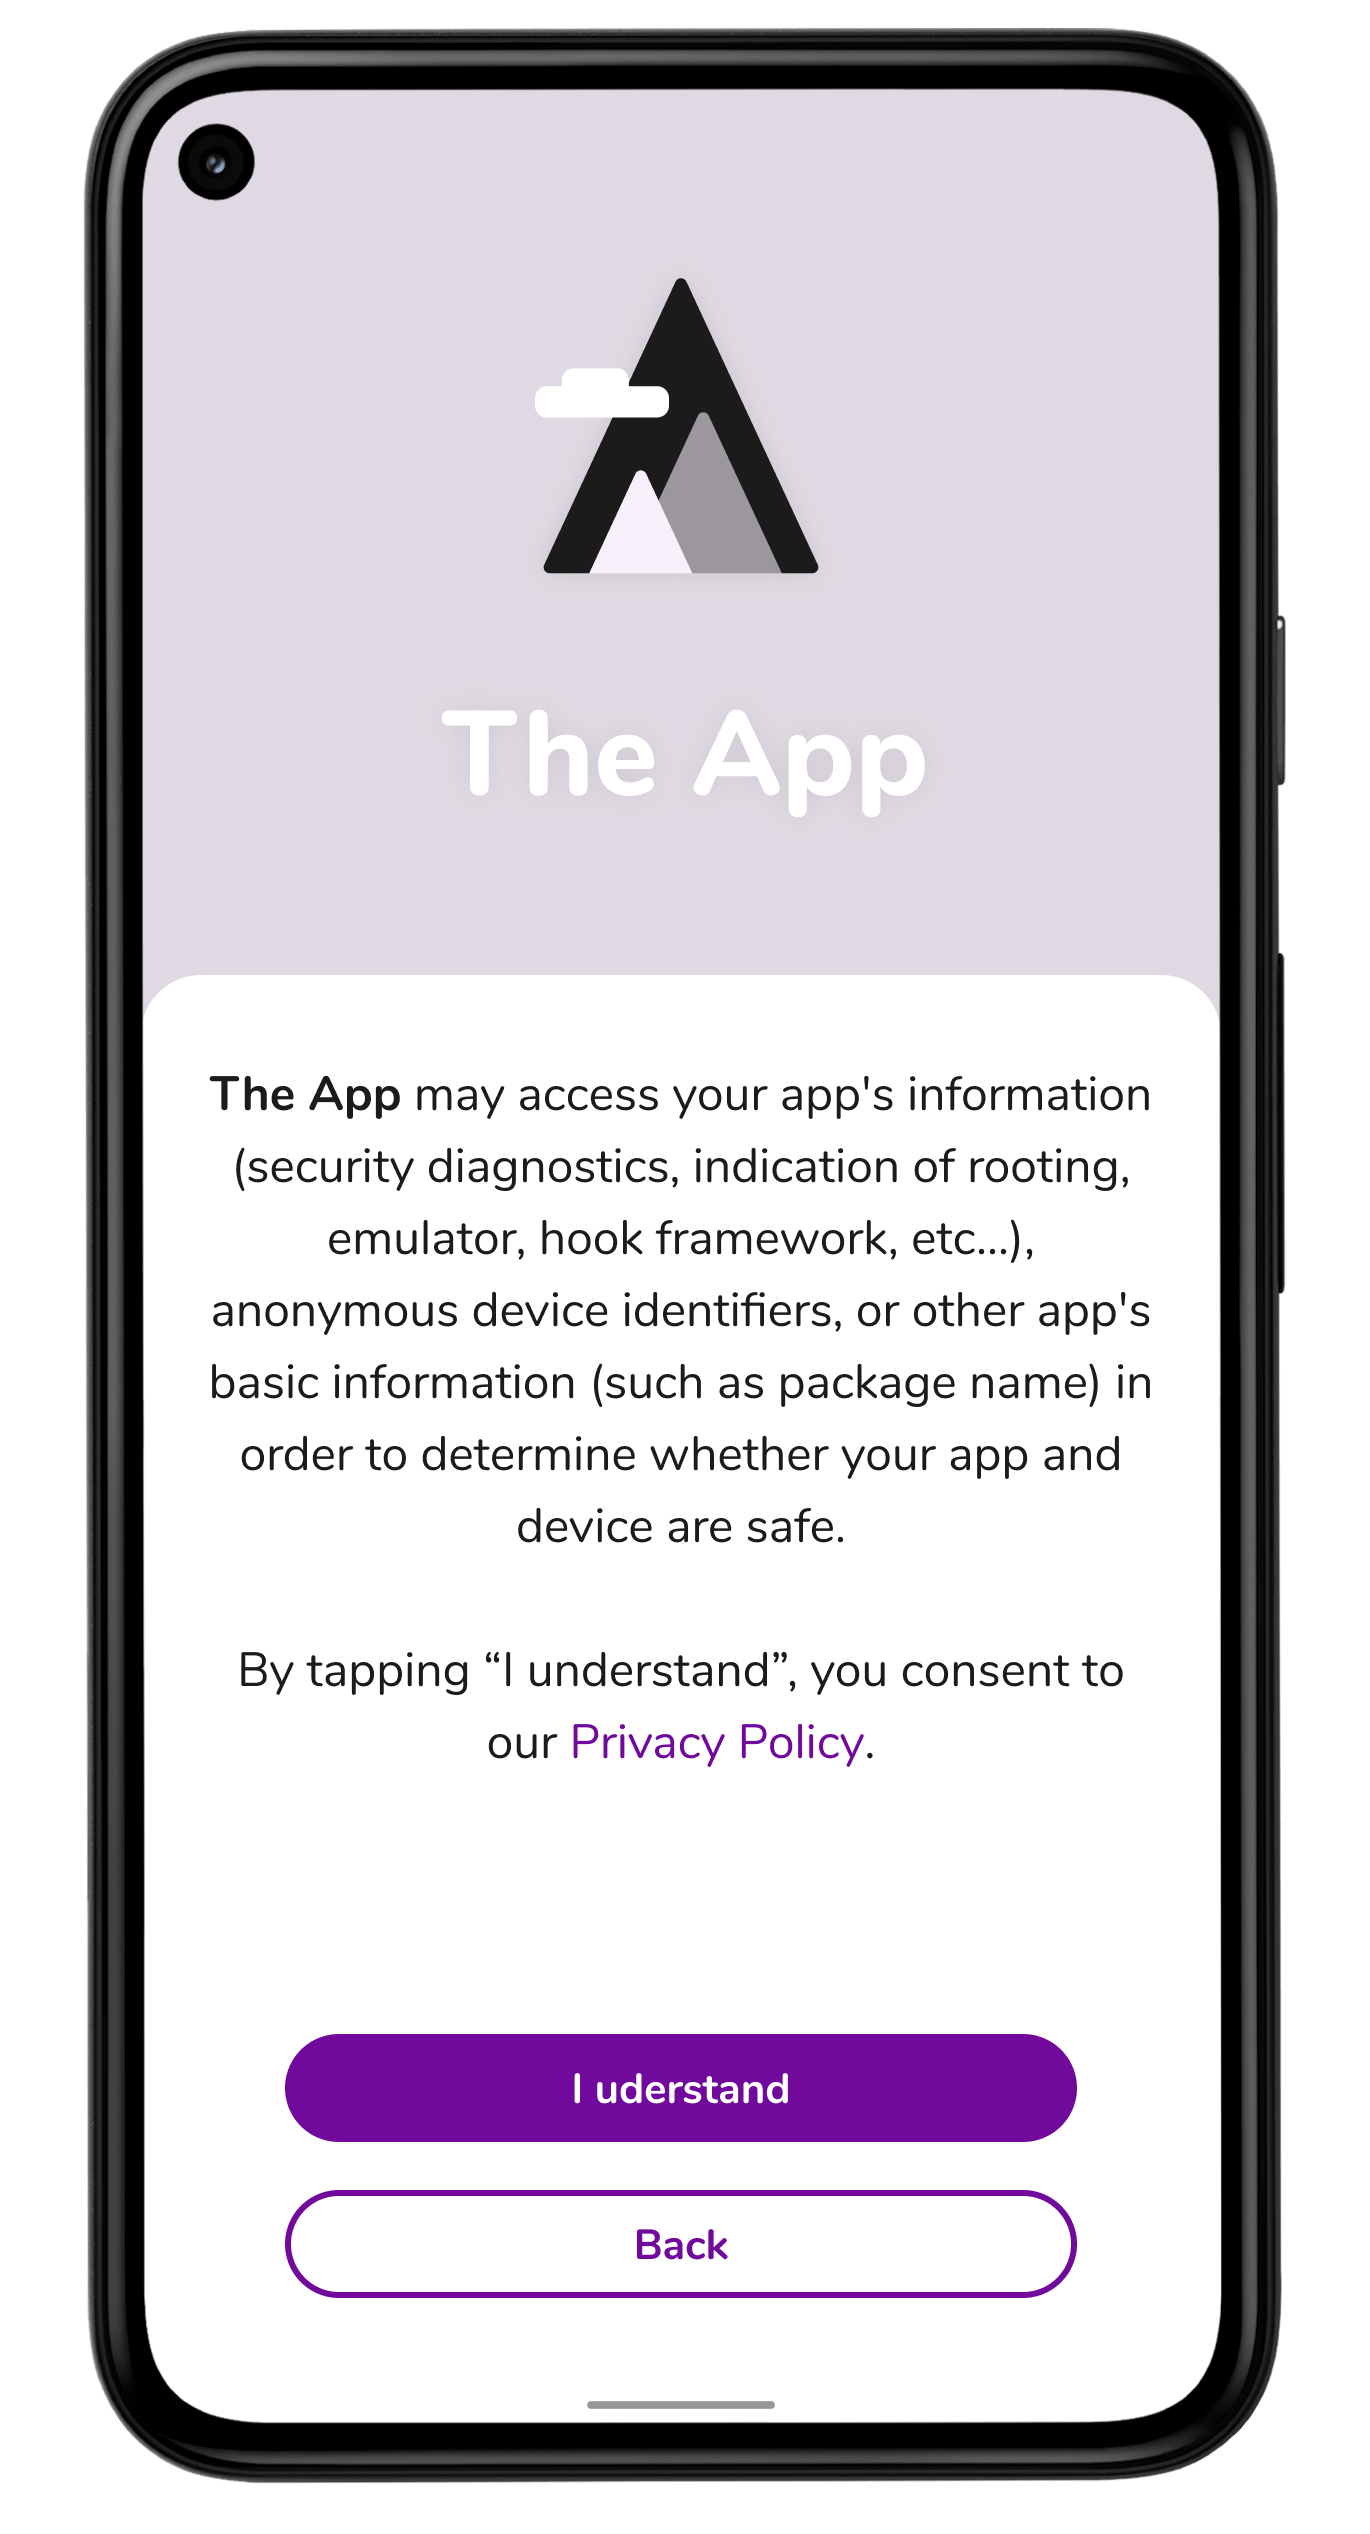 The App
The App may access your app's information
(security diagnostics, indication of rooting,
emulator, hook framework, etc...),
anonymous device identifiers, or other app's
basic information (such as package name) in
order to determine whether your app and
device are safe.
By tapping “I understand”, you consent to
our Privacy Policy.
I uderstand
Back